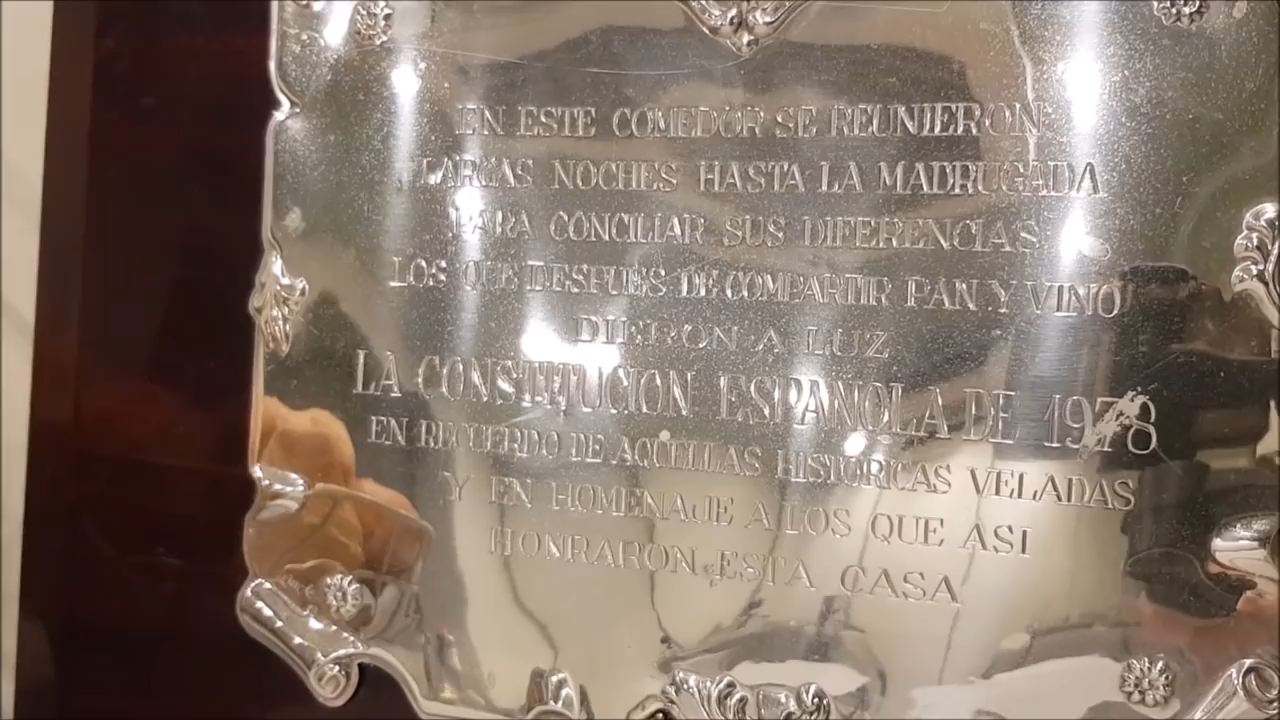 EN ESTE COMEDOR SE REUNIERON
LARGAS NOCHES HASTA LA MADRUGADA
PARA CONCILIAR SUS DIFERENCIAS
LOS QUE DESPUES DE COMPARTIR PAN Y VINO
DIERON A LUZ
LA CONSTITUCION ESPAÑOLA DE 1978
EN RECUERDO DE AQUELLAS HISTORICAS VELADAS
Y EN HOMENAJE A LOS QUE ASI
HONRARON ESTA CASA